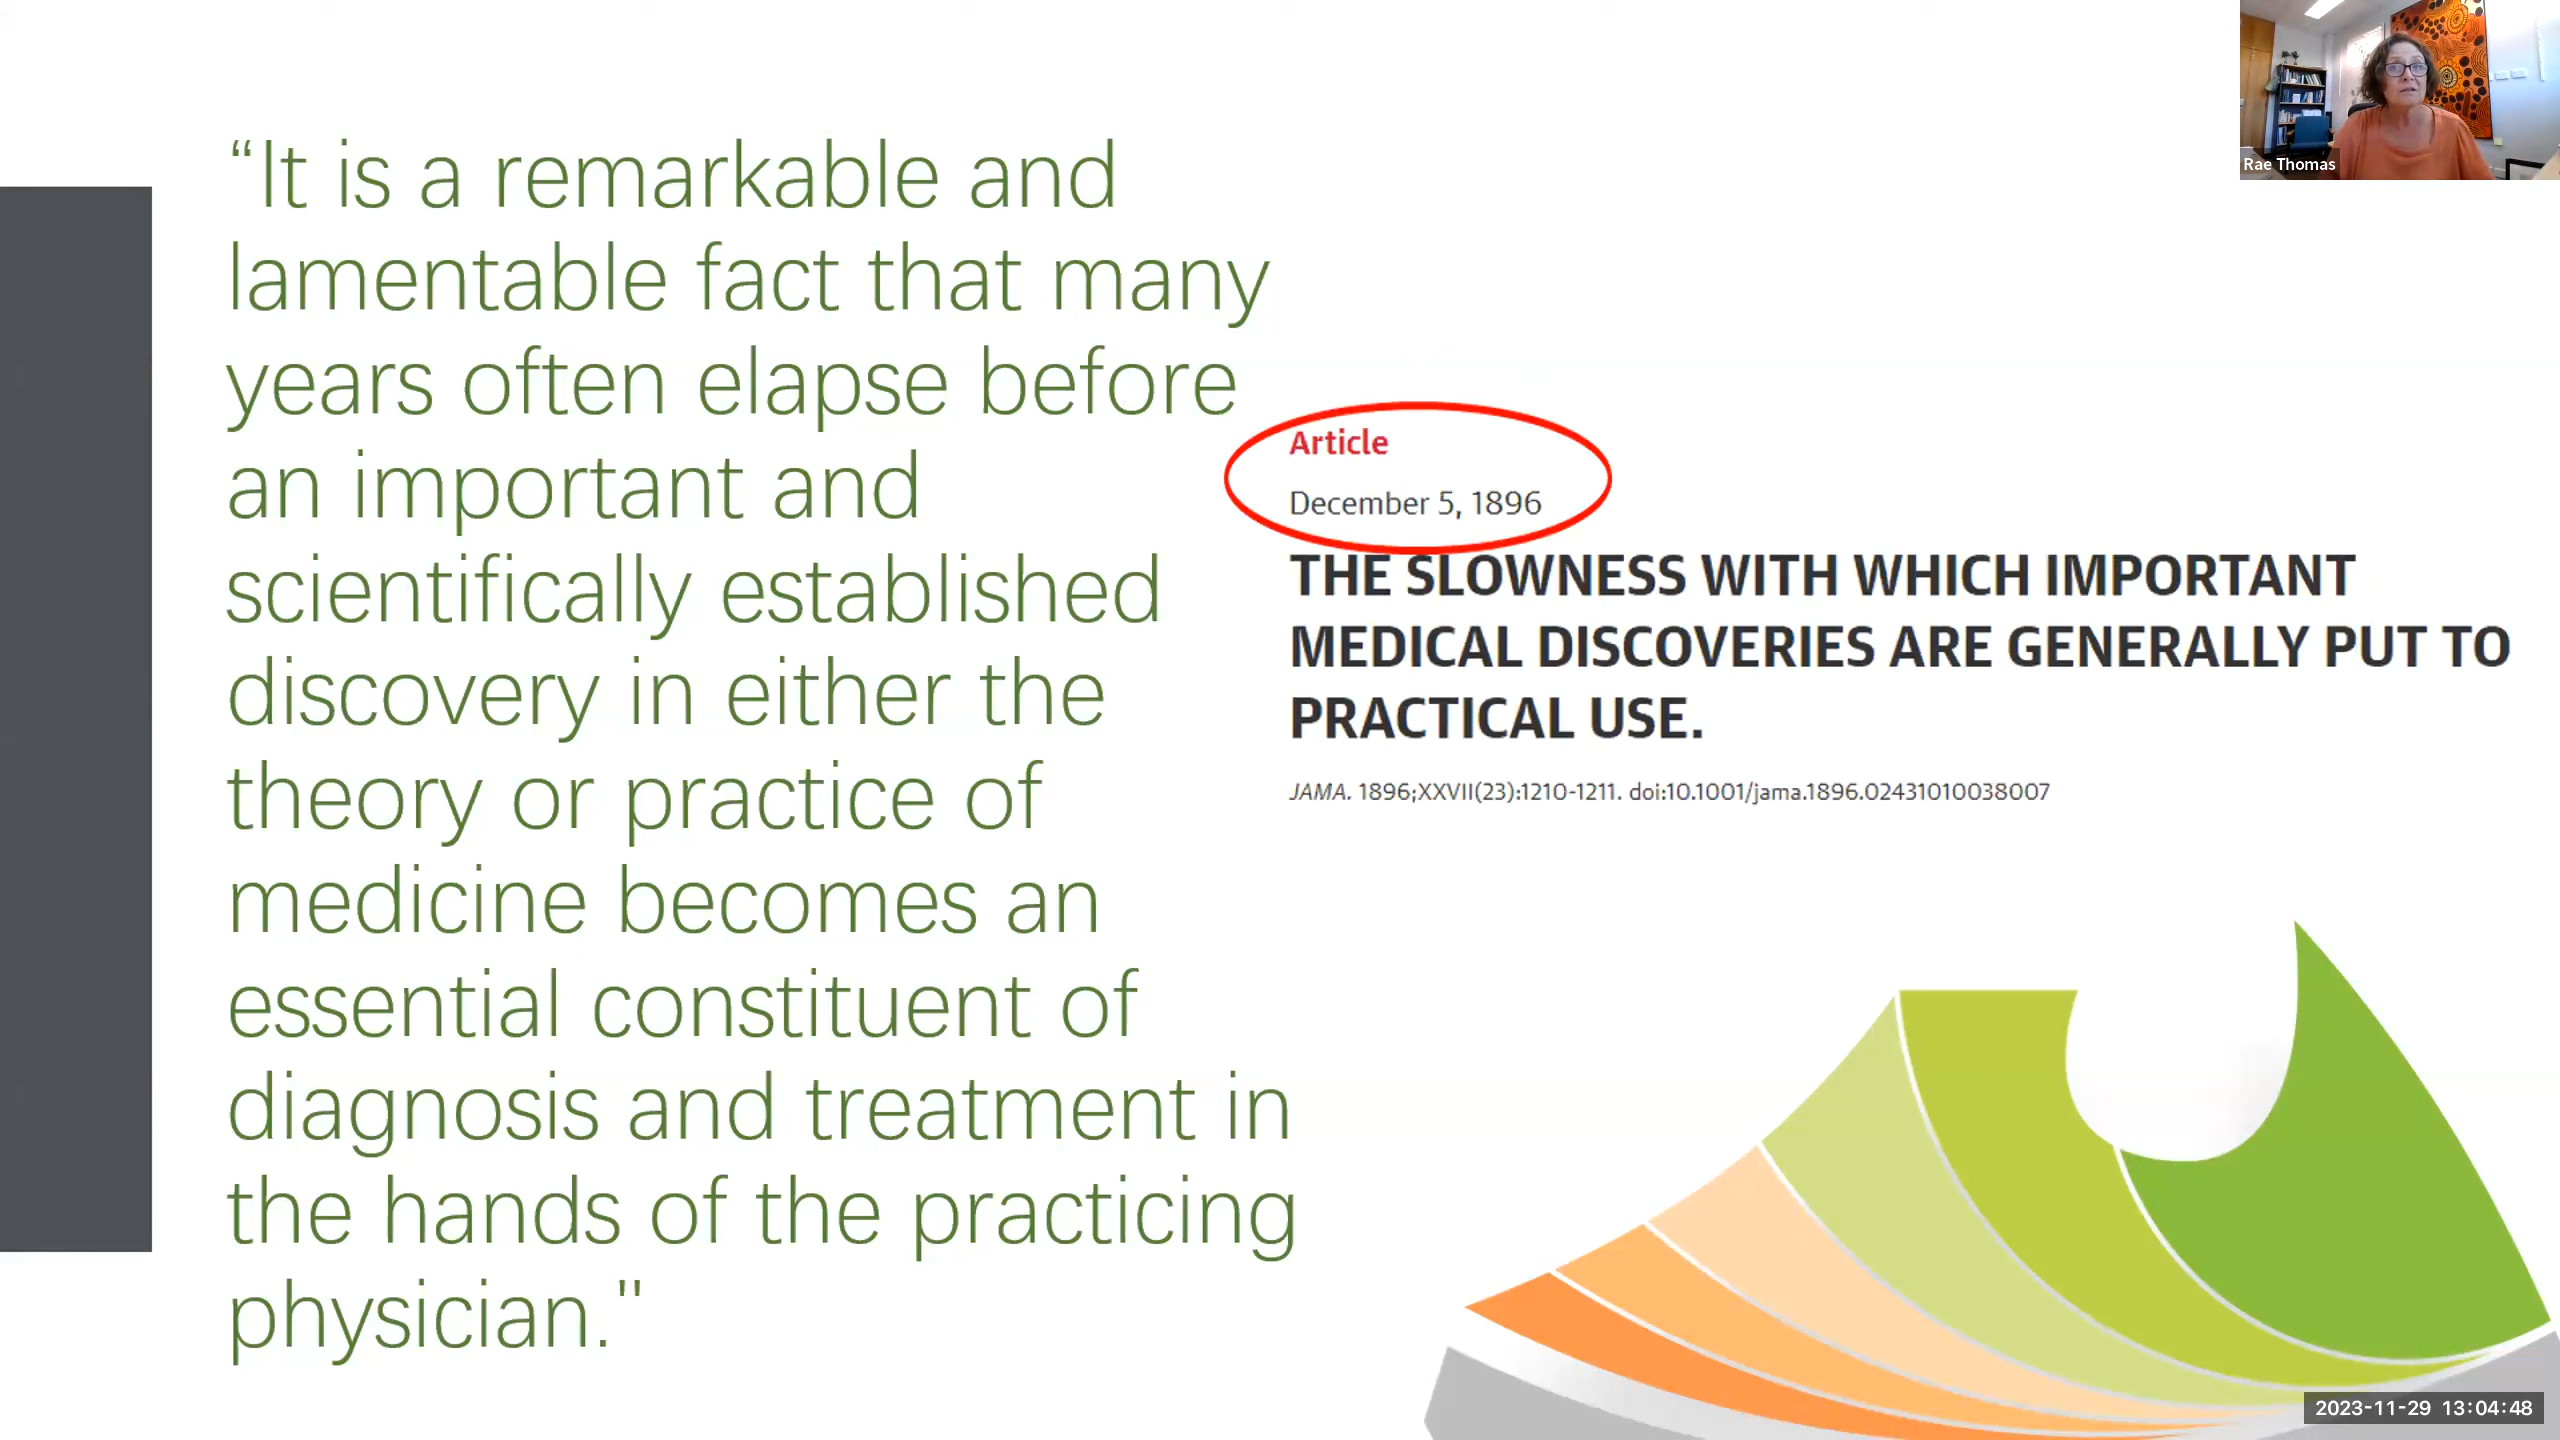 “It is a remarkable and
lamentable fact that many
years often elapse before
an important and
scientifically established
discovery in either the
theory or practice of
medicine becomes an
essential constituent of
diagnosis and treatment in
the hands of the practicing
physician."
Article
December 5, 1896
THE SLOWNESS WITH WHICH IMPORTANT
MEDICAL DISCOVERIES ARE GENERALLY PUT TO
PRACTICAL USE.
JAMA. 1896;XXVII(23):1210-1211. doi:10.1001/jama.1896.02431010038007
Rae Thomas
2023-11-29 13:04:48